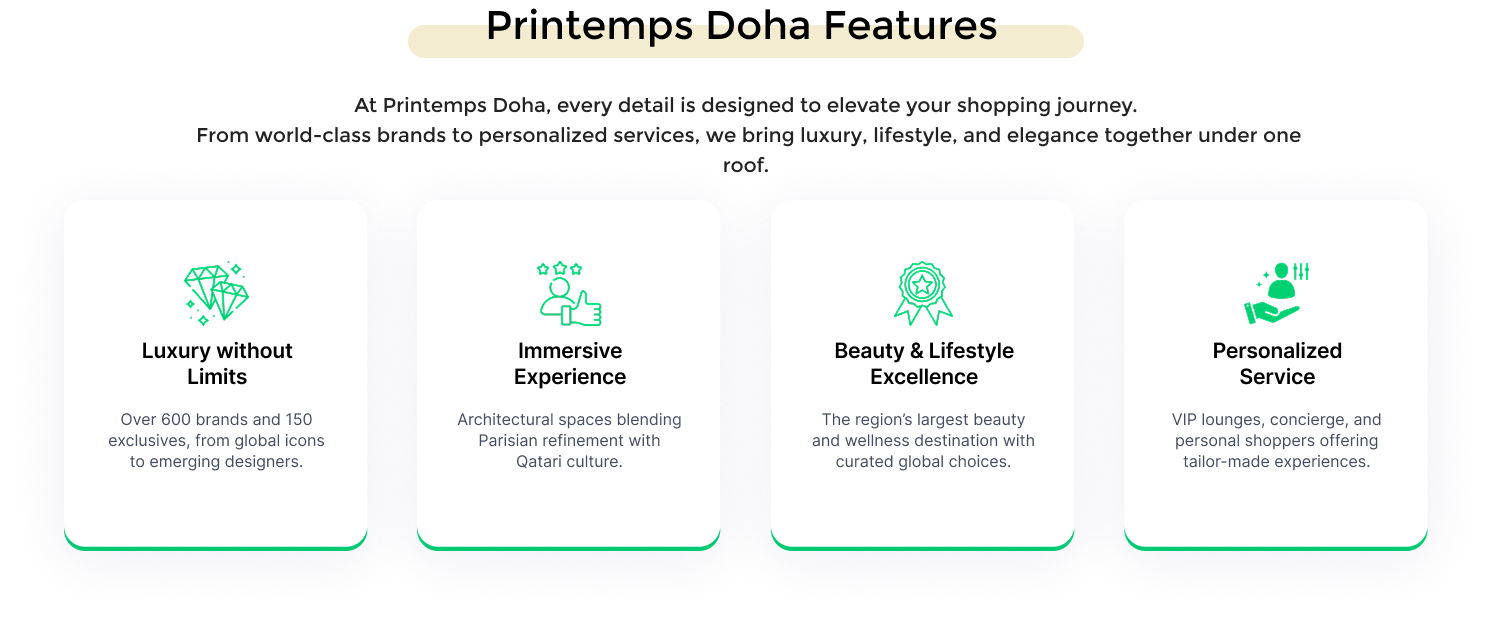 Printemps Doha Features
At Printemps Doha, every detail is designed to elevate your shopping journey.
From world-class brands to personalized services, we bring luxury, lifestyle, and elegance together under one
roof.
Luxury without
Limits
Over 600 brands and 150
exclusives, from global icons
to emerging designers.
Immersive
Experience
Architectural spaces blending
Parisian refinement with
Qatari culture.
Beauty & Lifestyle
Excellence
The region’s largest beauty
and wellness destination with
curated global choices.
Personalized
Service
VIP lounges, concierge, and
personal shoppers offering
tailor-made experiences.